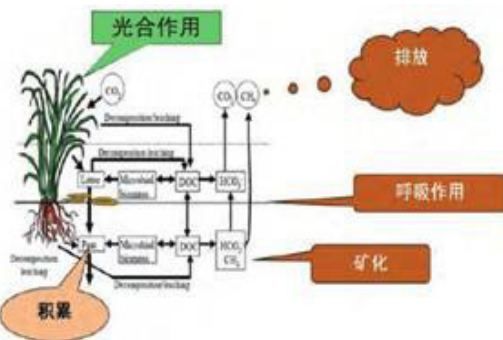 光合作用
排放
CO₂
CO₂
CH₄
Decomposition/leaching
Decomposition/leaching
Litter
Microbial
biomass
DOC
HCO₃
呼吸作用
Peat
Microbial
biomass
DOC
HCO₃
CH₄
矿化
Decomposition
leaching
Decomposition/leaching
积累